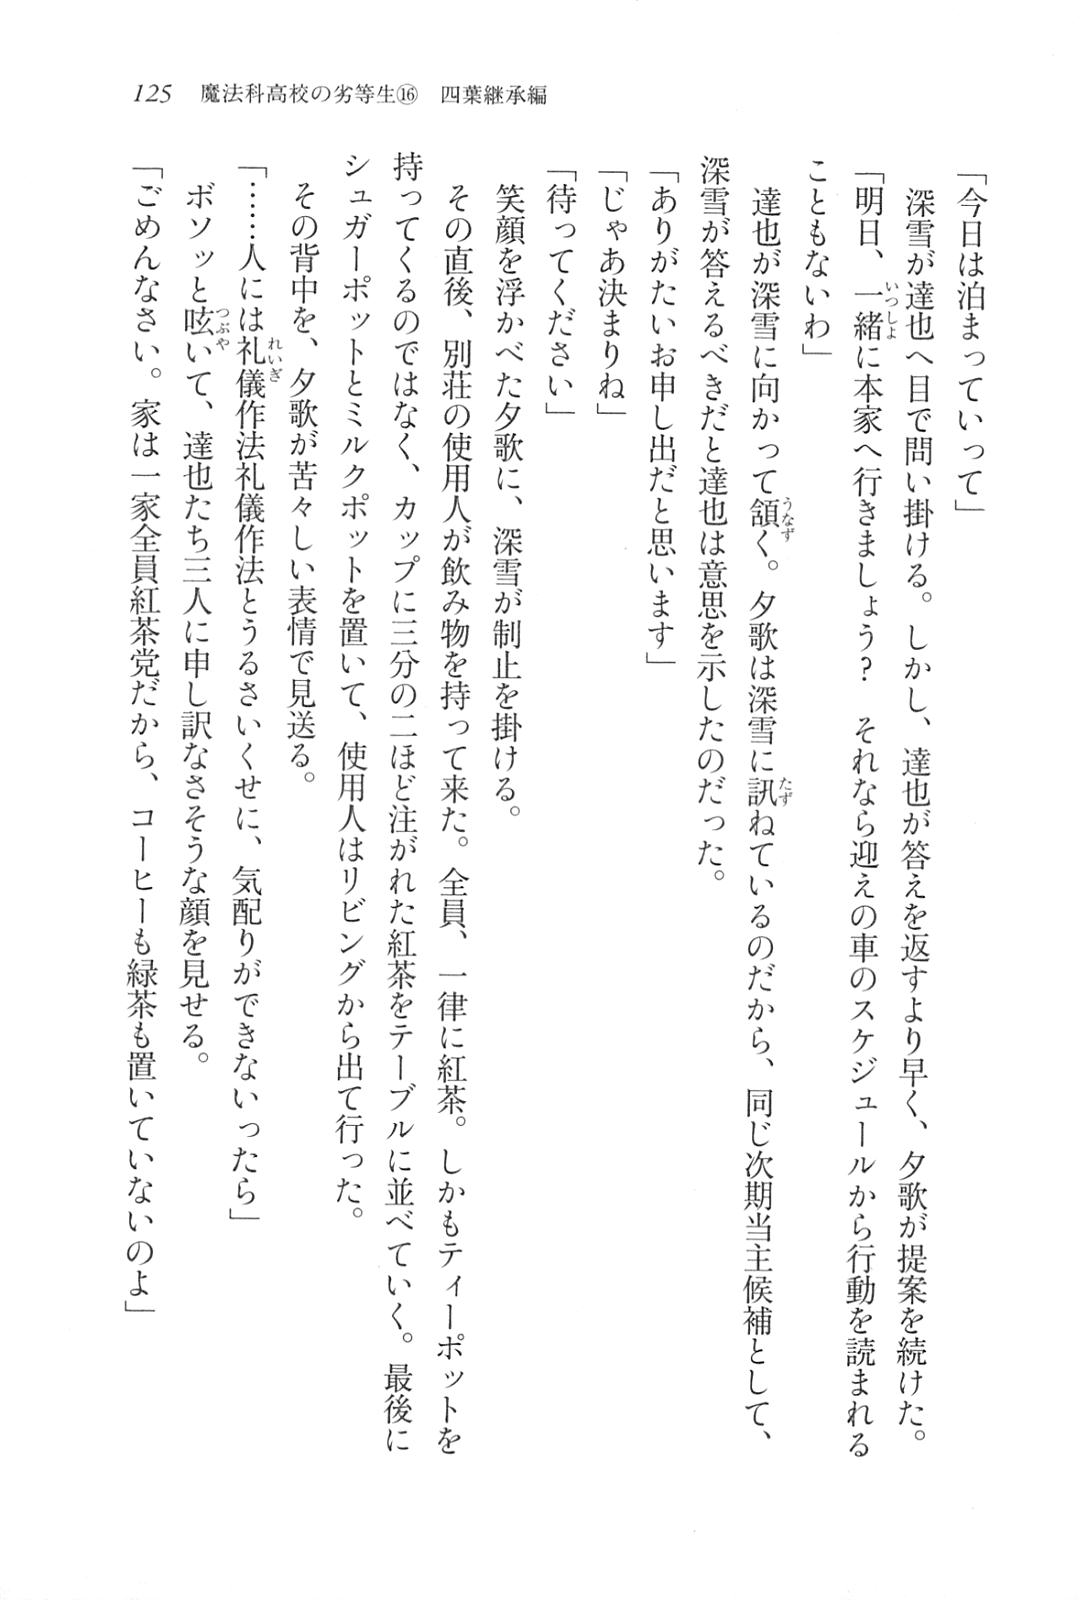 125　魔法科高校の劣等生⑯　四葉継承編
「今日は泊まっていって」
　深雪が達也へ目で問い掛ける。しかし、達也が答えを返すより早く、夕歌が提案を続けた。
「明日、一緒に本家へ行きましょう？　それなら迎えの車のスケジュールから行動を読まれる
こともないわ」
　達也が深雪に向かって頷く。夕歌は深雪に訊ねているのだから、同じ次期当主候補として、
深雪が答えるべきだと達也は意思を示したのだった。
「ありがたいお申し出だと思います」
「じゃあ決まりね」
「待ってください」
　笑顔を浮かべた夕歌に、深雪が制止を掛ける。
　その直後、別荘の使用人が飲み物を持って来た。全員、一律に紅茶。しかもティーポットを
持ってくるのではなく、カップに三分の二ほど注がれた紅茶をテーブルに並べていく。最後に
シュガーポットとミルクポットを置いて、使用人はリビングから出て行った。
　その背中を、夕歌が苦々しい表情で見送る。
「……人には礼儀作法礼儀作法とうるさいくせに、気配りができないったら」
　ボソッと呟いて、達也たち三人に申し訳なさそうな顔を見せる。
「ごめんなさい。家は一家全員紅茶党だから、コーヒーも緑茶も置いていないのよ」